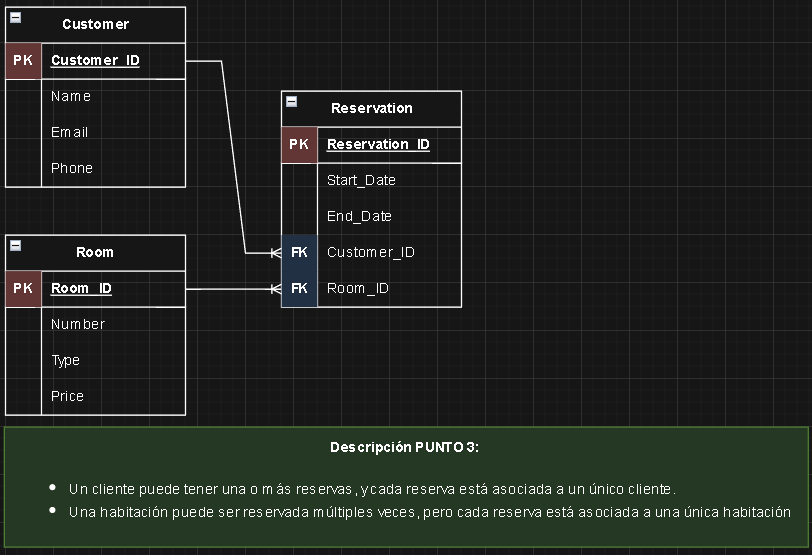 Customer
PK Customer_ID
Name
Email
Phone
Reservation
PK Reservation_ID
Start_Date
End_Date
FK Customer_ID
FK Room_ID
Room
PK Room_ID
Number
Type
Price
Descripción PUNTO 3:
Un cliente puede tener una o más reservas, y cada reserva está asociada a un único cliente.
Una habitación puede ser reservada múltiples veces, pero cada reserva está asociada a una única habitación